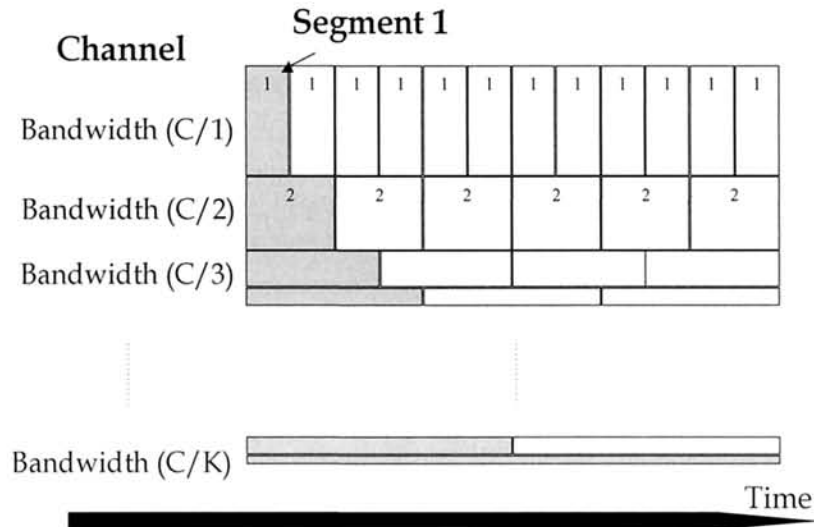 Segment 1
Channel
1 1 1 1 1 1 1 1 1 1 1 1
Bandwidth (C/1)
2 2 2 2 2 2
Bandwidth (C/2)
Bandwidth (C/3)
Bandwidth (C/K)
Time